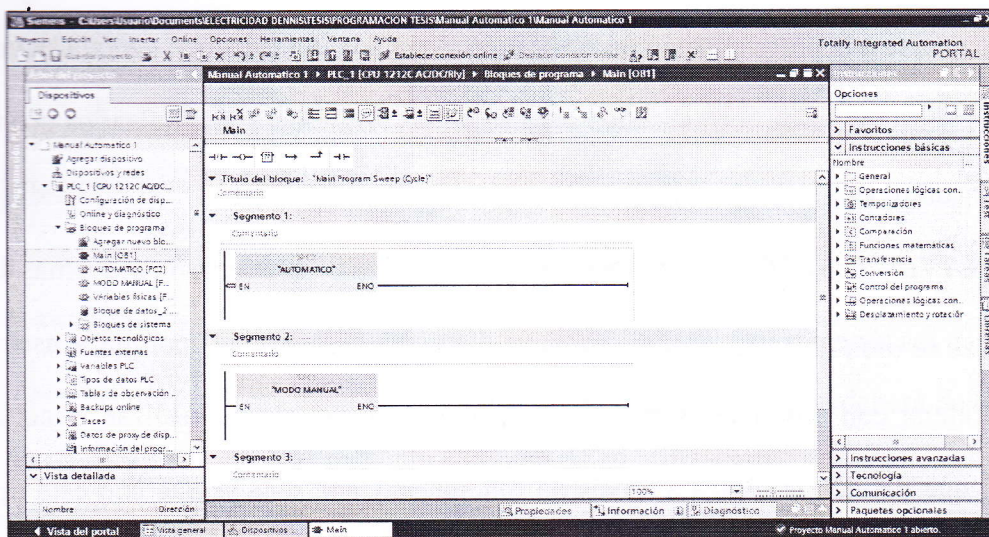 Siemens - C:\Users\Usuario\Documents\ELECTRICIDAD DENNIS\TESIS\PROGRAMACION TESIS\Manual Automatico 1\Manual Automatico 1
Proyecto Edición Ver Insertar Online Opciones Herramientas Ventana Ayuda
Totally Integrated Automation
PORTAL
Guardar proyecto
Establecer conexión online
Deshacer conexión online
Manual Automatico 1 ▸ PLC_1 [CPU 1212C AC/DC/Rly] ▸ Bloques de programa ▸ Main [OB1]
Dispositivos
Manual Automatico 1
Agregar dispositivo
Dispositivos y redes
PLC_1 [CPU 1212C AC/DC...
Configuración de disp...
Online y diagnóstico
Bloques de programa
Agregar nuevo blo...
Main [OB1]
AUTOMATICO [FC2]
MODO MANUAL [F...
Variables fisicas [F...
Bloque de datos_2...
Bloques de sistema
Objetos tecnológicos
Fuentes externas
Variables PLC
Tipos de datos PLC
Tablas de observación...
Backups online
Traces
Datos de proxy de disp...
Información del progr...
Vista detallada
Nombre Dirección
Main
Título del bloque: "Main Program Sweep (Cycle)"
Comentario
Segmento 1:
Comentario
"AUTOMATICO"
EN ENO
Segmento 2:
Comentario
"MODO MANUAL"
EN ENO
Segmento 3:
Comentario
100%
Propiedades Información Diagnóstico
Instrucciones
Opciones
Favoritos
Instrucciones básicas
Nombre
General
Operaciones lógicas con...
Temporizadores
Contadores
Comparación
Funciones matemáticas
Transferencia
Conversión
Control del programa
Operaciones lógicas con...
Desplazamiento y rotación
Instrucciones avanzadas
Tecnología
Comunicación
Paquetes opcionales
Instrucciones
Vista del portal Vista general Dispositivos ... Main
Proyecto Manual Automatico 1 abierto.